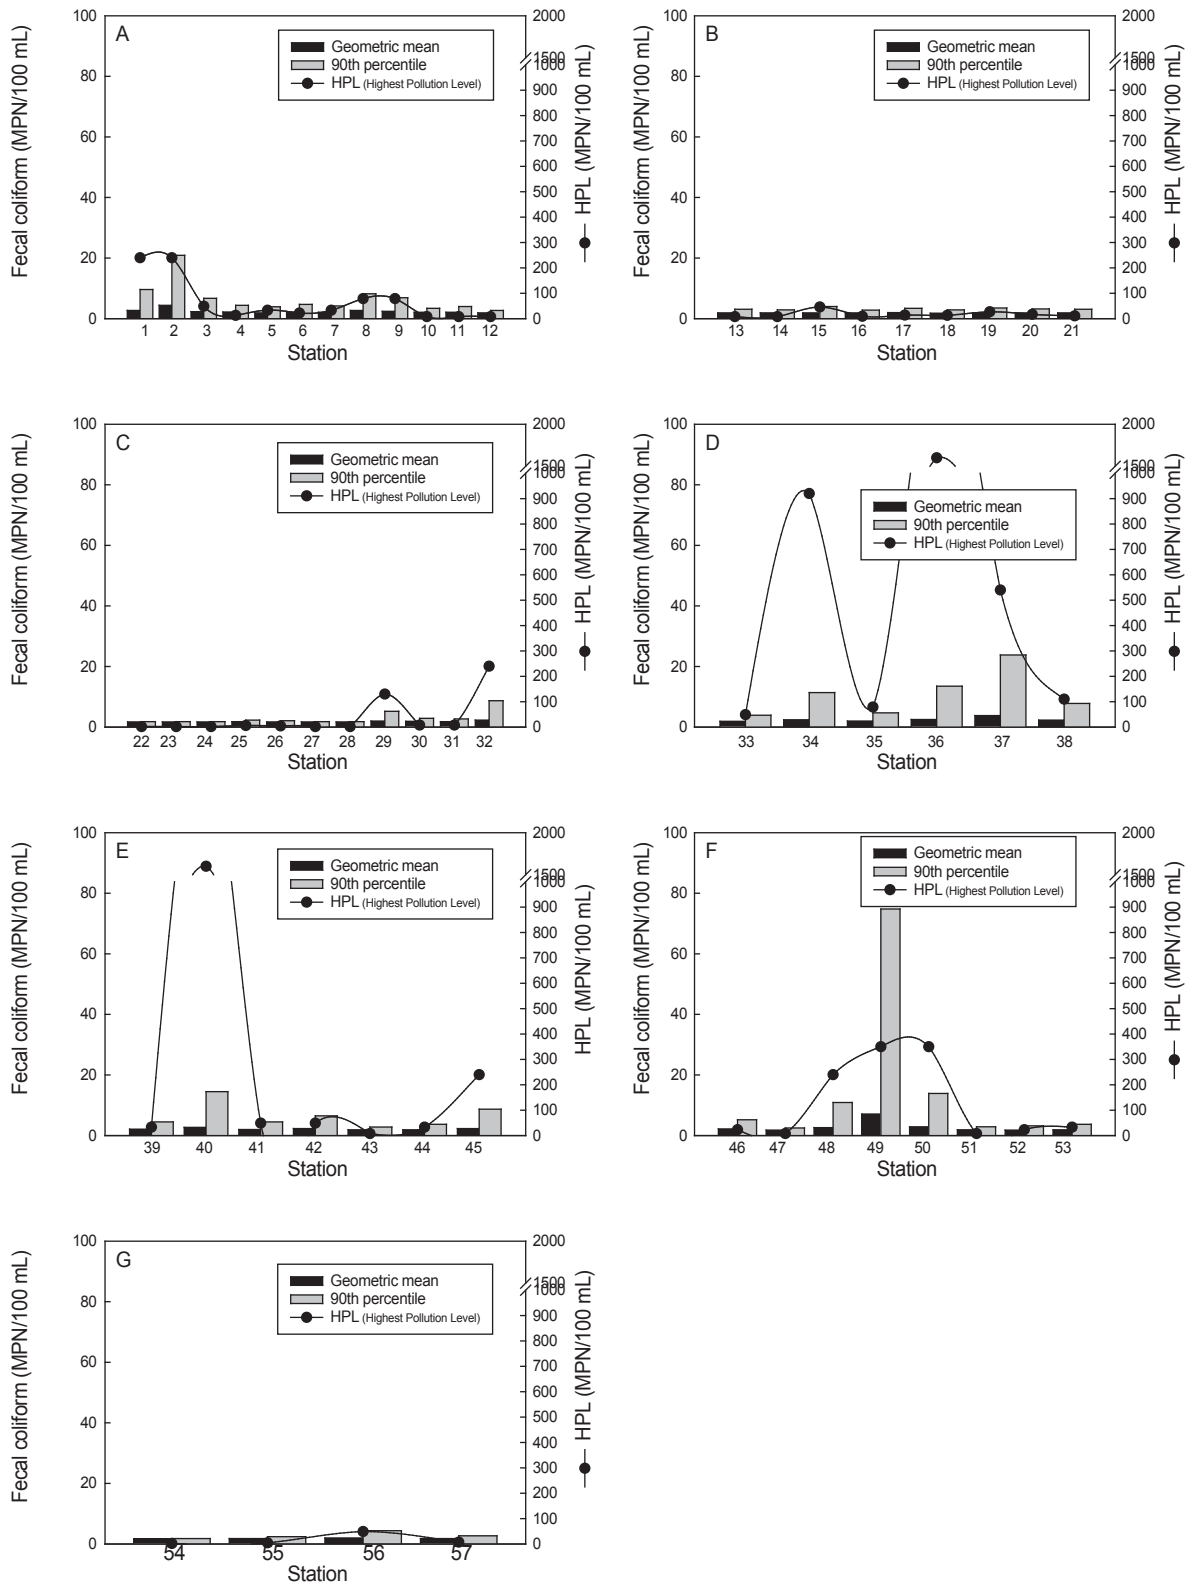 A
Fecal coliform (MPN/100 mL)
100
80
60
40
20
0
Geometric mean
90th percentile
HPL (Highest Pollution Level)
2000
1500
1000
900
800
700
600
500
400
300
200
100
0
HPL (MPN/100 mL)
1 2 3 4 5 6 7 8 9 10 11 12
Station
B
Fecal coliform (MPN/100 mL)
100
80
60
40
20
0
Geometric mean
90th percentile
HPL (Highest Pollution Level)
2000
1500
1000
900
800
700
600
500
400
300
200
100
0
HPL (MPN/100 mL)
13 14 15 16 17 18 19 20 21
Station
C
Fecal coliform (MPN/100 mL)
100
80
60
40
20
0
Geometric mean
90th percentile
HPL (Highest Pollution Level)
2000
1500
1000
900
800
700
600
500
400
300
200
100
0
HPL (MPN/100 mL)
22 23 24 25 26 27 28 29 30 31 32
Station
D
Fecal coliform (MPN/100 mL)
100
80
60
40
20
0
Geometric mean
90th percentile
HPL (Highest Pollution Level)
2000
1500
1000
900
800
700
600
500
400
300
200
100
0
HPL (MPN/100 mL)
33 34 35 36 37 38
Station
E
Fecal coliform (MPN/100 mL)
100
80
60
40
20
0
Geometric mean
90th percentile
HPL (Highest Pollution Level)
2000
1500
1000
900
800
700
600
500
400
300
200
100
0
HPL (MPN/100 mL)
39 40 41 42 43 44 45
Station
F
Fecal coliform (MPN/100 mL)
100
80
60
40
20
0
Geometric mean
90th percentile
HPL (Highest Pollution Level)
2000
1500
1000
900
800
700
600
500
400
300
200
100
0
HPL (MPN/100 mL)
46 47 48 49 50 51 52 53
Station
G
Fecal coliform (MPN/100 mL)
100
80
60
40
20
0
Geometric mean
90th percentile
HPL (Highest Pollution Level)
2000
1500
1000
900
800
700
600
500
400
300
200
100
0
HPL (MPN/100 mL)
54 55 56 57
Station